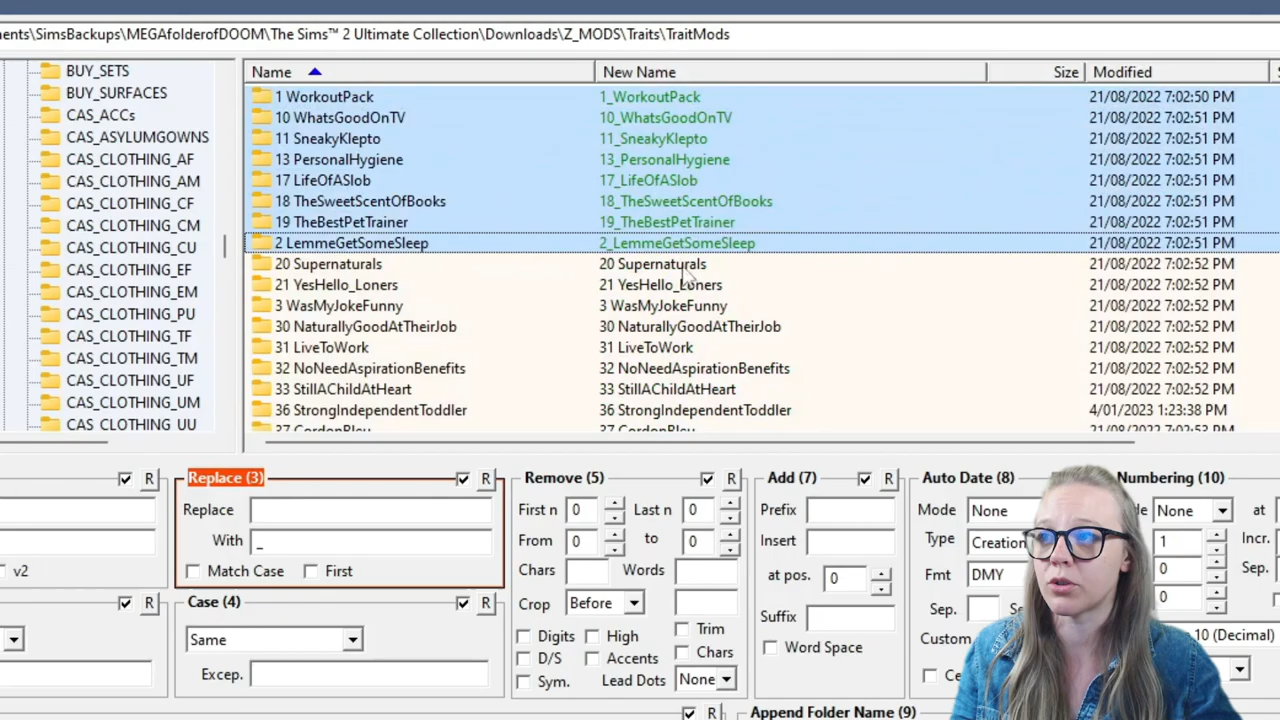 ents\SimsBackups\MEGAfolderofDOOM\The Sims™ 2 Ultimate Collection\Downloads\Z_MODS\Traits\TraitMods
BUY_SETS
BUY_SURFACES
CAS_ACCs
CAS_ASYLUMGOWNS
CAS_CLOTHING_AF
CAS_CLOTHING_AM
CAS_CLOTHING_CF
CAS_CLOTHING_CM
CAS_CLOTHING_CU
CAS_CLOTHING_EF
CAS_CLOTHING_EM
CAS_CLOTHING_PU
CAS_CLOTHING_TF
CAS_CLOTHING_TM
CAS_CLOTHING_UF
CAS_CLOTHING_UM
CAS_CLOTHING_UU
Name New Name Size Modified
1 WorkoutPack 1_WorkoutPack 21/08/2022 7:02:50 PM
10 WhatsGoodOnTV 10_WhatsGoodOnTV 21/08/2022 7:02:51 PM
11 SneakyKlepto 11_SneakyKlepto 21/08/2022 7:02:51 PM
13 PersonalHygiene 13_PersonalHygiene 21/08/2022 7:02:51 PM
17 LifeOfASlob 17_LifeOfASlob 21/08/2022 7:02:51 PM
18 TheSweetScentOfBooks 18_TheSweetScentOfBooks 21/08/2022 7:02:51 PM
19 TheBestPetTrainer 19_TheBestPetTrainer 21/08/2022 7:02:51 PM
2 LemmeGetSomeSleep 2_LemmeGetSomeSleep 21/08/2022 7:02:51 PM
20 Supernaturals 20 Supernaturals 21/08/2022 7:02:52 PM
21 YesHello_Loners 21 YesHello_Loners 21/08/2022 7:02:52 PM
3 WasMyJokeFunny 3 WasMyJokeFunny 21/08/2022 7:02:52 PM
30 NaturallyGoodAtTheirJob 30 NaturallyGoodAtTheirJob 21/08/2022 7:02:52 PM
31 LiveToWork 31 LiveToWork 21/08/2022 7:02:52 PM
32 NoNeedAspirationBenefits 32 NoNeedAspirationBenefits 21/08/2022 7:02:52 PM
33 StillAChildAtHeart 33 StillAChildAtHeart 21/08/2022 7:02:52 PM
36 StrongIndependentToddler 36 StrongIndependentToddler 4/01/2023 1:23:38 PM
37 CordonBleu 37 CordonBleu 21/08/2022 7:02:53 PM
R
v2
R
Replace (3) R
Replace
With _
Match Case First
Case (4) R
Same
Excep.
Remove (5) R
First n 0 Last n 0
From 0 to 0
Chars Words
Crop Before
Digits High Trim
D/S Accents Chars
Sym. Lead Dots None
Add (7) R
Prefix
Insert
at pos. 0
Suffix
Word Space
Auto Date (8)
Mode None
Type Creation
Fmt DMY
Sep.
Custom
Numbering (10)
None at
1 Incr.
0 Sep.
0
10 (Decimal)
R Append Folder Name (9)